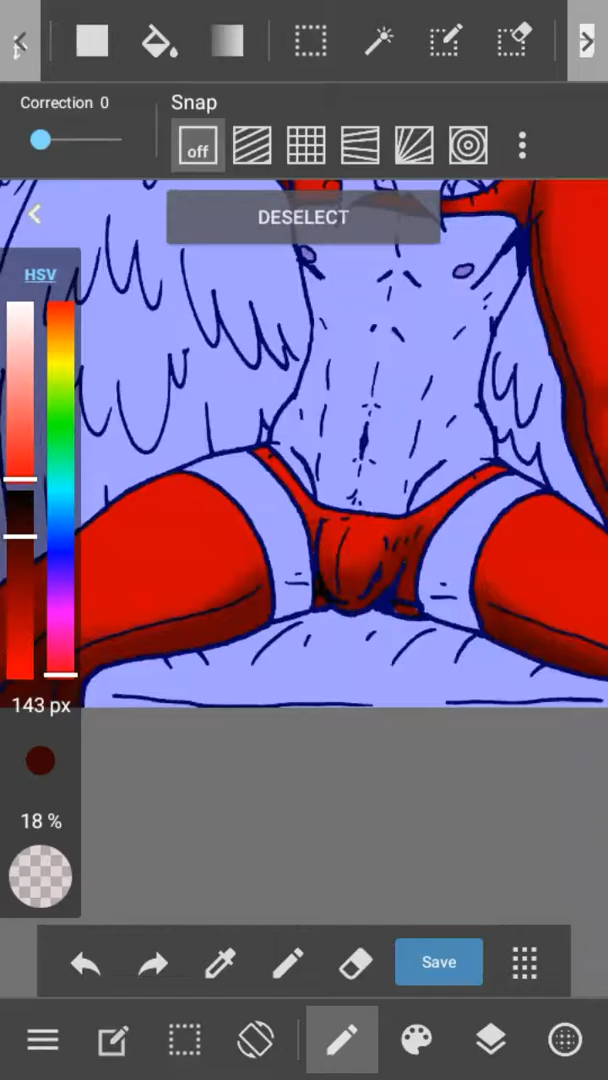 Correction 0
Snap
off
DESELECT
HSV
143 px
18 %
Save